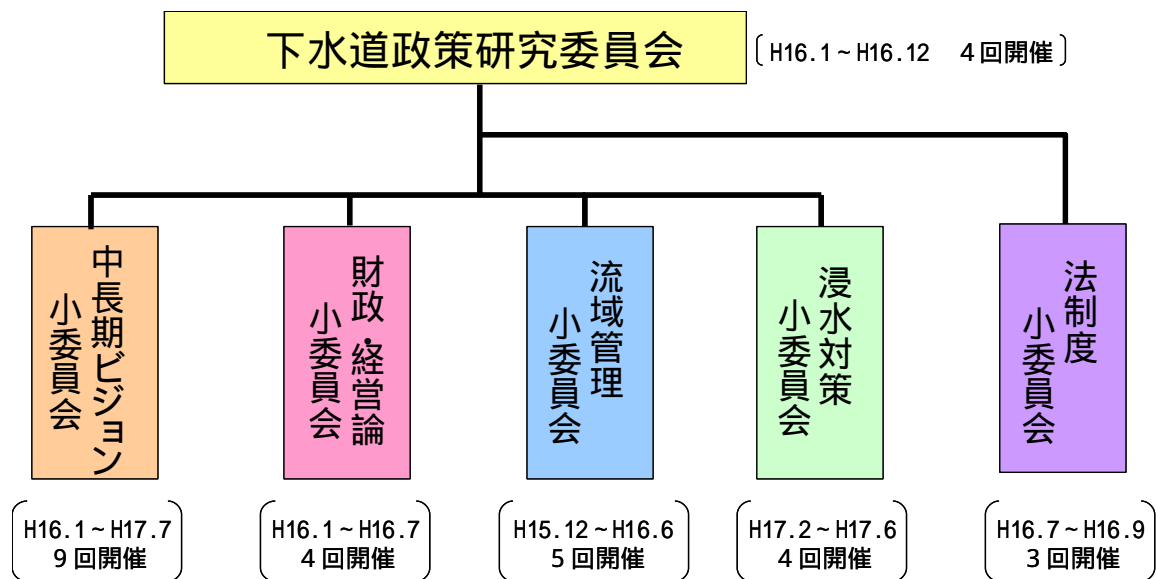 下水道政策研究委員会
H16.1～H16.12 4回開催
中長期ビジョン
小委員会
財政・経営論
小委員会
流域管理
小委員会
浸水対策
小委員会
法制度
小委員会
H16.1～H17.7
9回開催
H16.1～H16.7
4回開催
H15.12～H16.6
5回開催
H17.2～H17.6
4回開催
H16.7～H16.9
3回開催